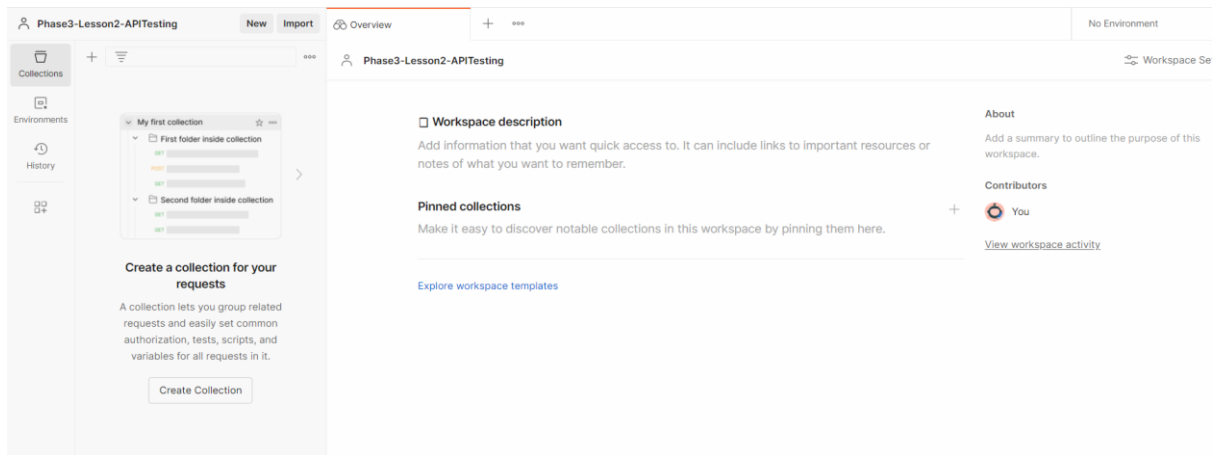 Phase3-Lesson2-APITesting
New
Import
Overview
No Environment
Collections
Environments
History
My first collection
First folder inside collection
GET
POST
GET
Second folder inside collection
GET
GET
Create a collection for your
requests
A collection lets you group related
requests and easily set common
authorization, tests, scripts, and
variables for all requests in it.
Create Collection
Phase3-Lesson2-APITesting
Workspace Se
Workspace description
Add information that you want quick access to. It can include links to important resources or
notes of what you want to remember.
Pinned collections
Make it easy to discover notable collections in this workspace by pinning them here.
Explore workspace templates
About
Add a summary to outline the purpose of this
workspace.
Contributors
You
View workspace activity